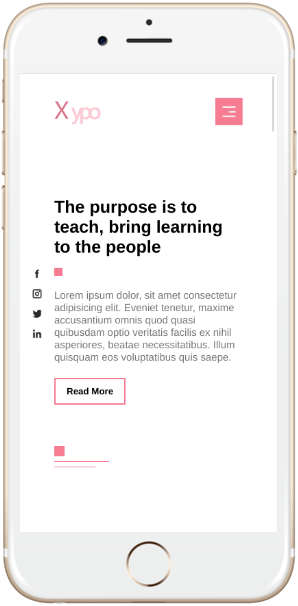 X ypo
The purpose is to
teach, bring learning
to the people
Lorem ipsum dolor, sit amet consectetur
adipisicing elit. Eveniet tenetur, maxime
accusantium omnis quod quasi
quibusdam optio veritatis facilis ex nihil
asperiores, beatae necessitatibus. Illum
quisquam eos voluptatibus quis saepe.
Read More